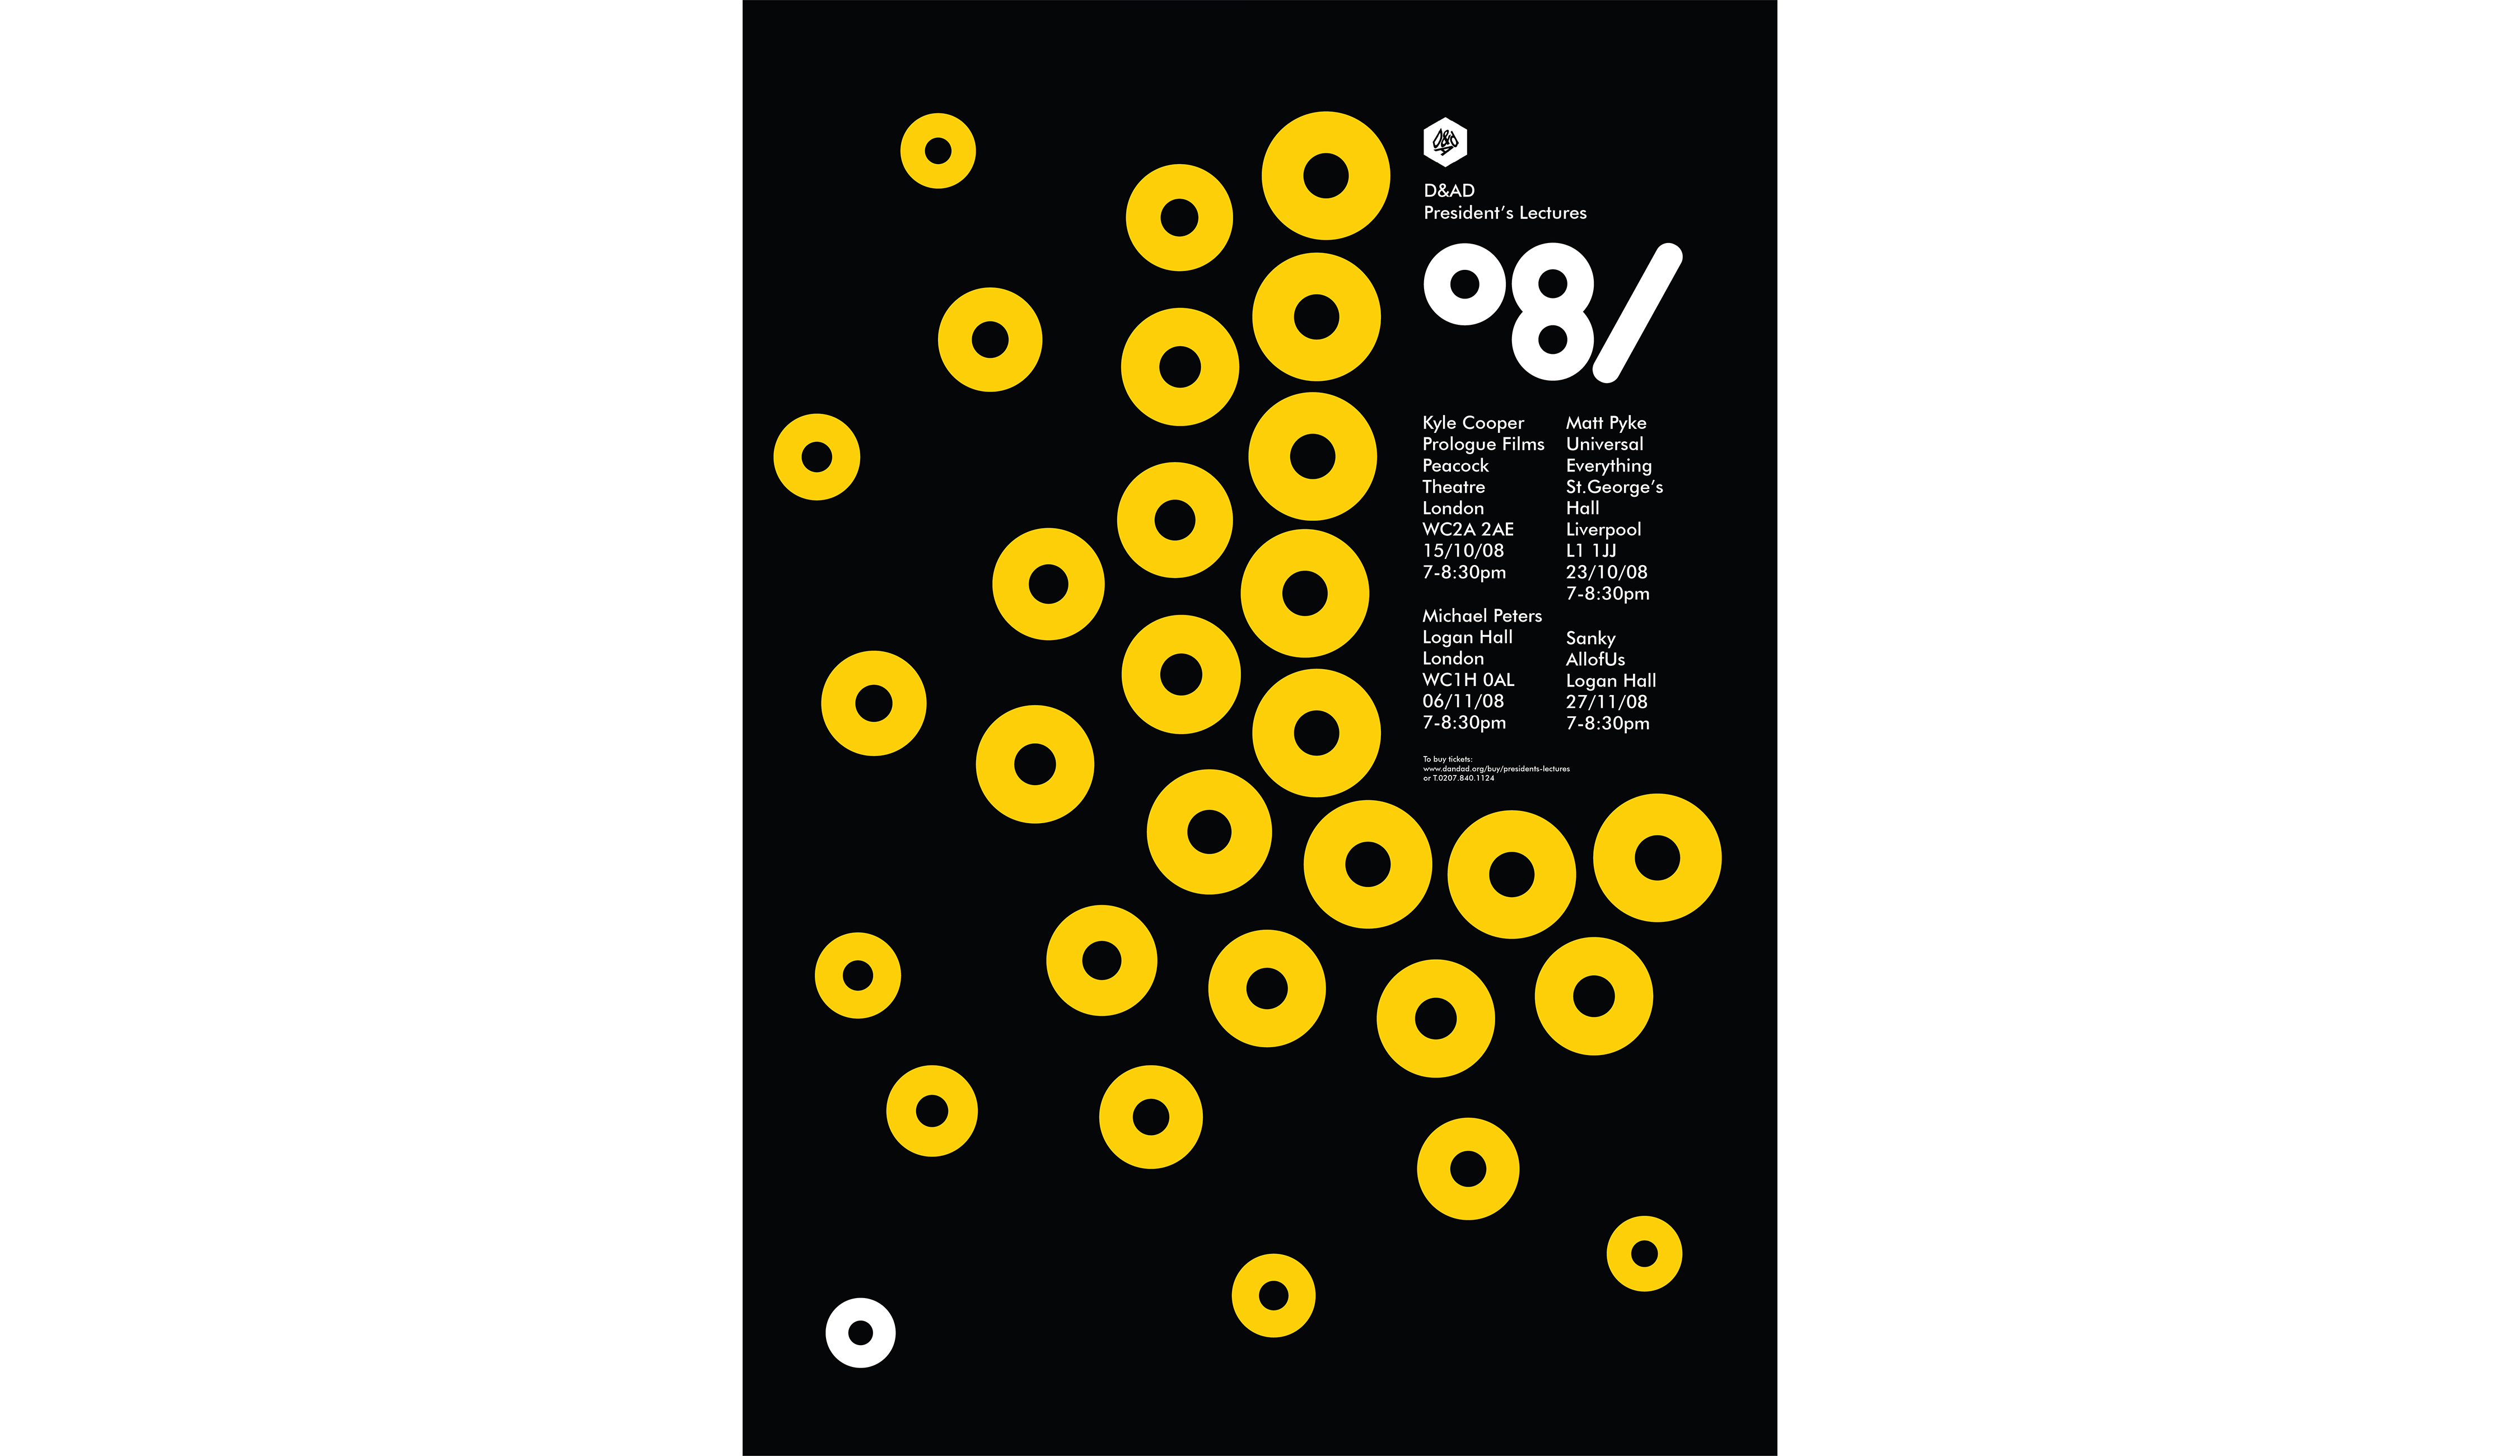 D&AD
D&AD
President's Lectures
08/
Kyle Cooper
Prologue Films
Peacock
Theatre
London
WC2A 2AE
15/10/08
7-8:30pm
Michael Peters
Logan Hall
London
WC1H 0AL
06/11/08
7-8:30pm
Matt Pyke
Universal
Everything
St.George's
Hall
Liverpool
L1 1JJ
23/10/08
7-8:30pm
Sanky
AllofUs
Logan Hall
27/11/08
7-8:30pm
To buy tickets:
www.dandad.org/buy/presidents-lectures
or T.0207.840.1124